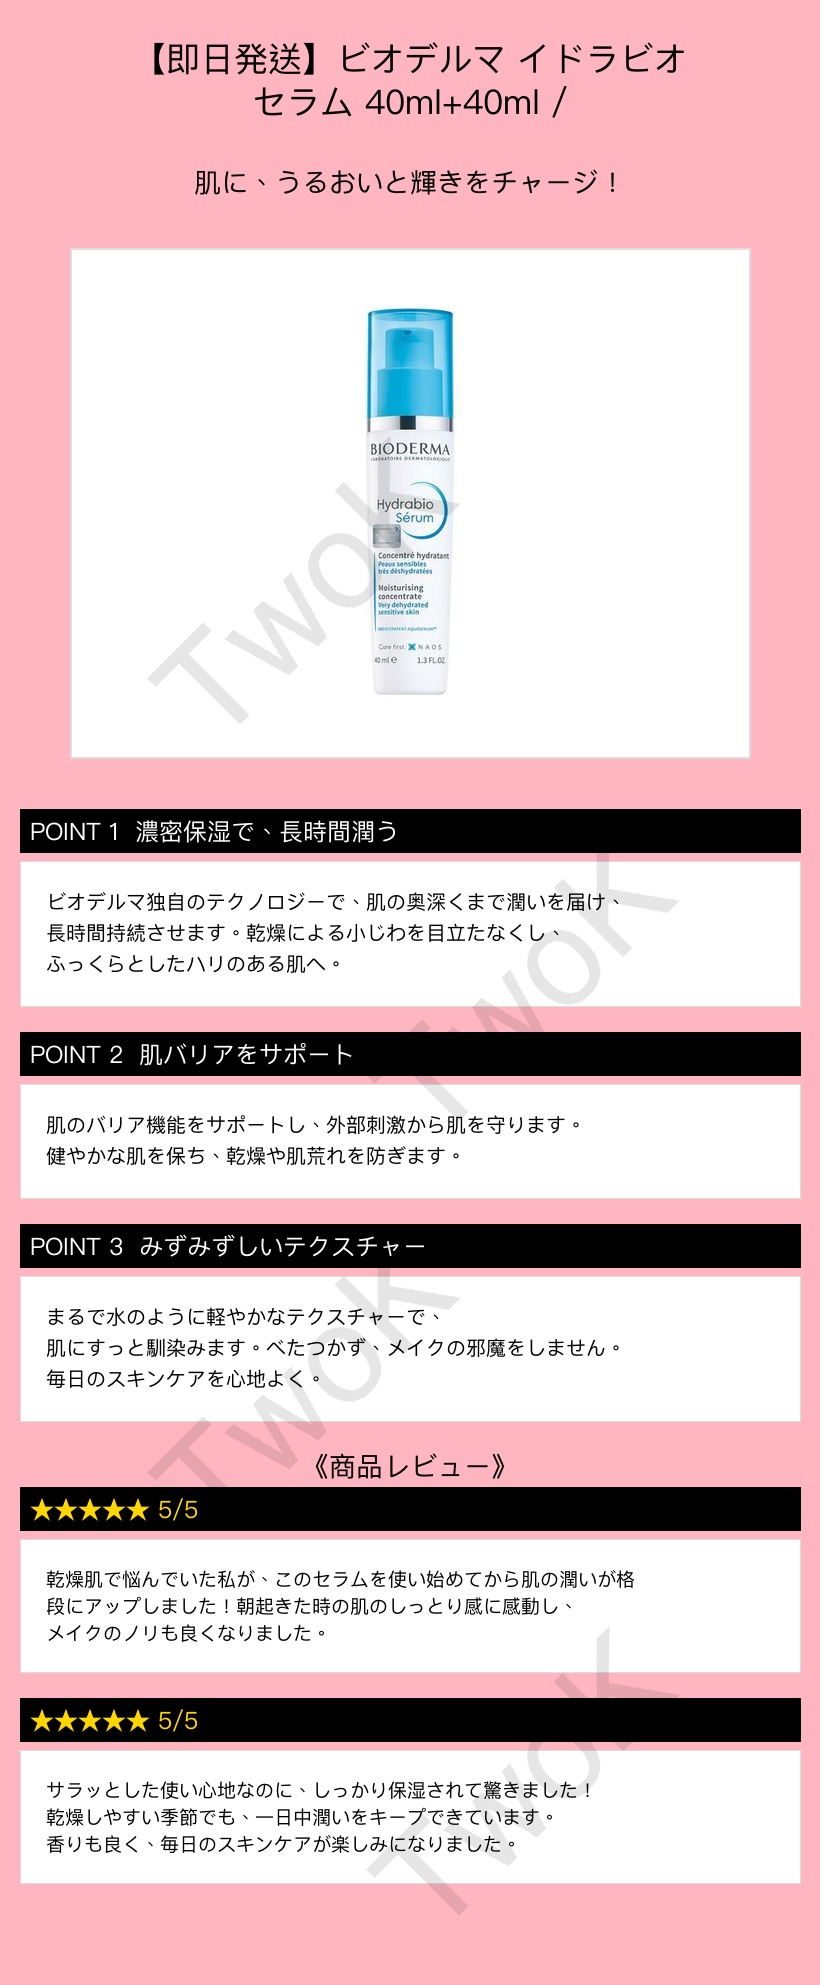 【即日発送】ビオデルマ イドラビオ
セラム 40ml+40ml /
肌に、うるおいと輝きをチャージ！
BIODERMA
LABORATOIRE DERMATOLOGIQUE
Hydrabio
Sérum
Concentré hydratant
Peaux sensibles
très déshydratées
Moisturising
concentrate
Very dehydrated
sensitive skin
BREVET/PATENT AQUAGENIUM™
Care first. NAOS
40 ml ℮ 1.3 FL.OZ.
TwoK
POINT 1 濃密保湿で、長時間潤う
ビオデルマ独自のテクノロジーで、肌の奥深くまで潤いを届け、
長時間持続させます。乾燥による小じわを目立たなくし、
ふっくらとしたハリのある肌へ。
TwoK
POINT 2 肌バリアをサポート
肌のバリア機能をサポートし、外部刺激から肌を守ります。
健やかな肌を保ち、乾燥や肌荒れを防ぎます。
POINT 3 みずみずしいテクスチャー
まるで水のように軽やかなテクスチャーで、
肌にすっと馴染みます。べたつかず、メイクの邪魔をしません。
毎日のスキンケアを心地よく。
TwoK
《商品レビュー》
★★★★★ 5/5
乾燥肌で悩んでいた私が、このセラムを使い始めてから肌の潤いが格
段にアップしました！朝起きた時の肌のしっとり感に感動し、
メイクのノリも良くなりました。
★★★★★ 5/5
サラッとした使い心地なのに、しっかり保湿されて驚きました！
乾燥しやすい季節でも、一日中潤いをキープできています。
香りも良く、毎日のスキンケアが楽しみになりました。
TwoK